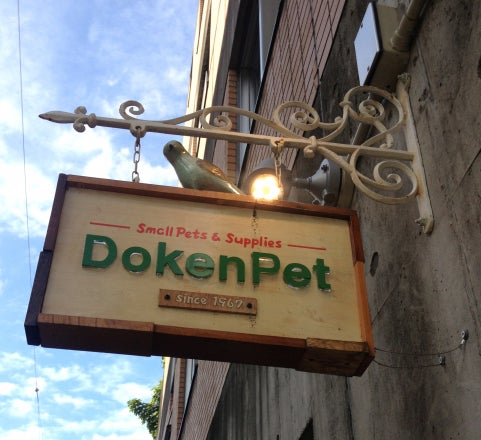 Small Pets & Supplies
DokenPet
since 1967